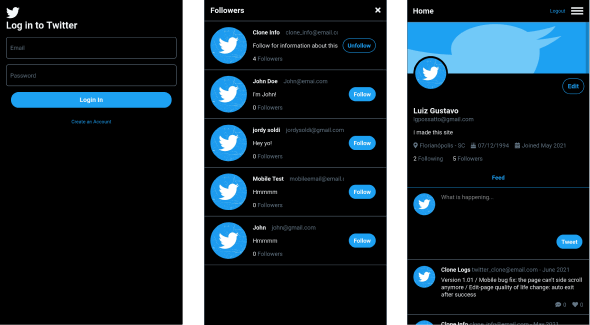 Log in to Twitter
Email
Password
Login In
Create an Account
Followers
Clone Info clone_info@email.c
Follow for information about this
Unfollow
4 Followers
John Doe John@emai.com
I'm John!
Follow
0 Followers
jordy soldi jordysoldi@gmail.com
Hey yo!
Follow
0 Followers
Mobile Test mobileemail@email.
Hmmmm
Follow
0 Followers
John john@gmail.com
Hmmmm
Follow
0 Followers
Home
Logout
Edit
Luiz Gustavo
lgpossatto@gmail.com
I made this site
Florianópolis - SC 07/12/1994 Joined May 2021
2 Following 5 Followers
Feed
What is happening...
Tweet
Clone Logs twitter_clone@email.com - June 2021
Version 1.01 / Mobile bug fix: the page can't side scroll
anymore / Edit-page quality of life change: auto exit
after success
0 0
Clone Info clone_info@email.com - May 2021